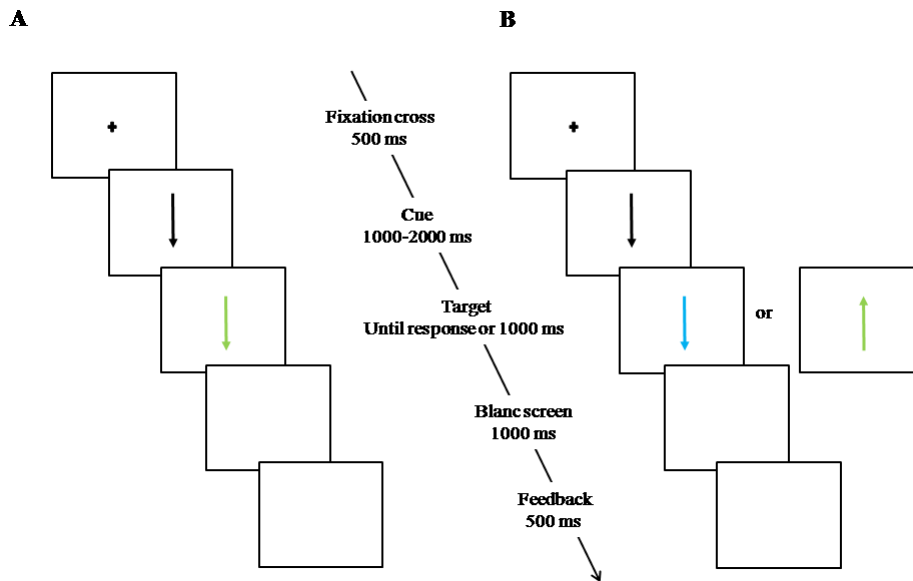 A
B
Fixation cross
500 ms
Cue
1000-2000 ms
Target
Until response or 1000 ms
or
Blanc screen
1000 ms
Feedback
500 ms